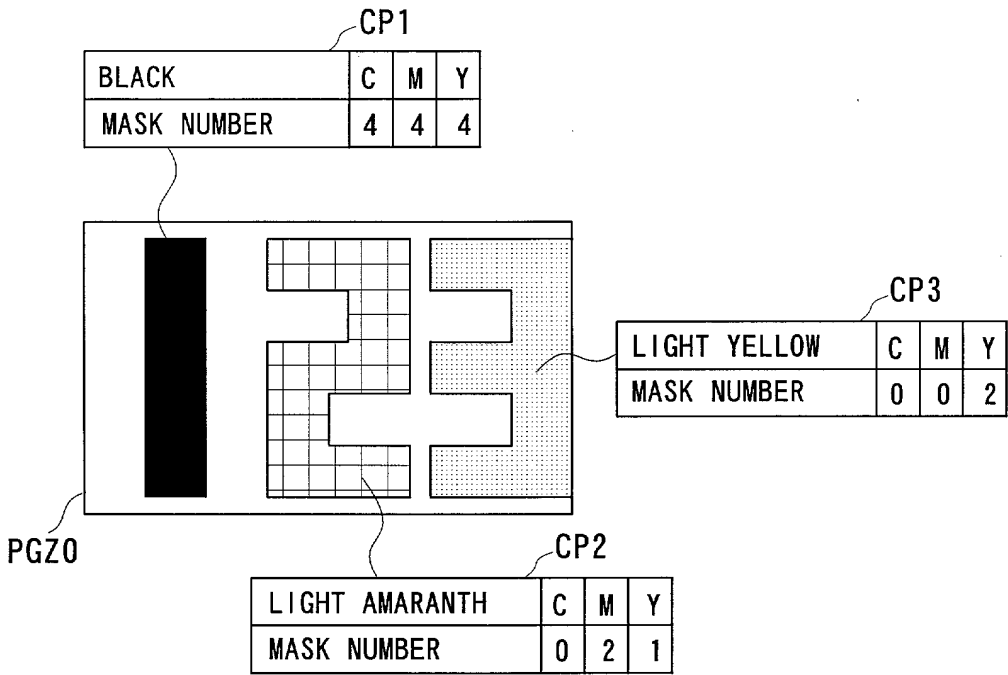 CP1
BLACK C M Y
MASK NUMBER 4 4 4
123
CP3
LIGHT YELLOW C M Y
MASK NUMBER 0 0 2
PGZ0
CP2
LIGHT AMARANTH C M Y
MASK NUMBER 0 2 1